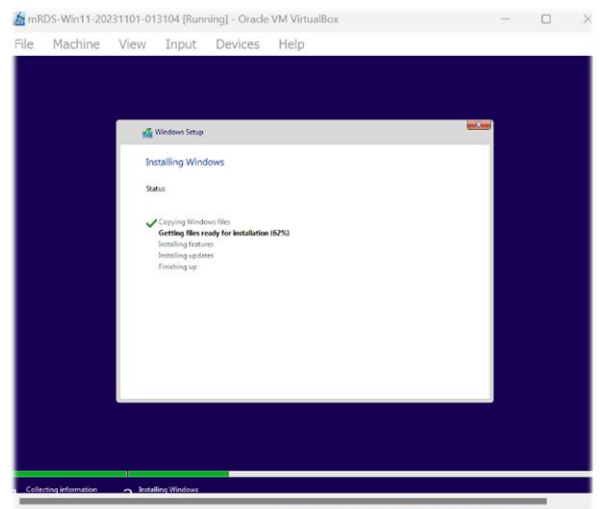 mRDS-Win11-20231101-013104 [Running] - Oracle VM VirtualBox
File Machine View Input Devices Help
Windows Setup
Installing Windows
Status
Copying Windows files
Getting files ready for installation (62%)
Installing features
Installing updates
Finishing up
Collecting information
Installing Windows